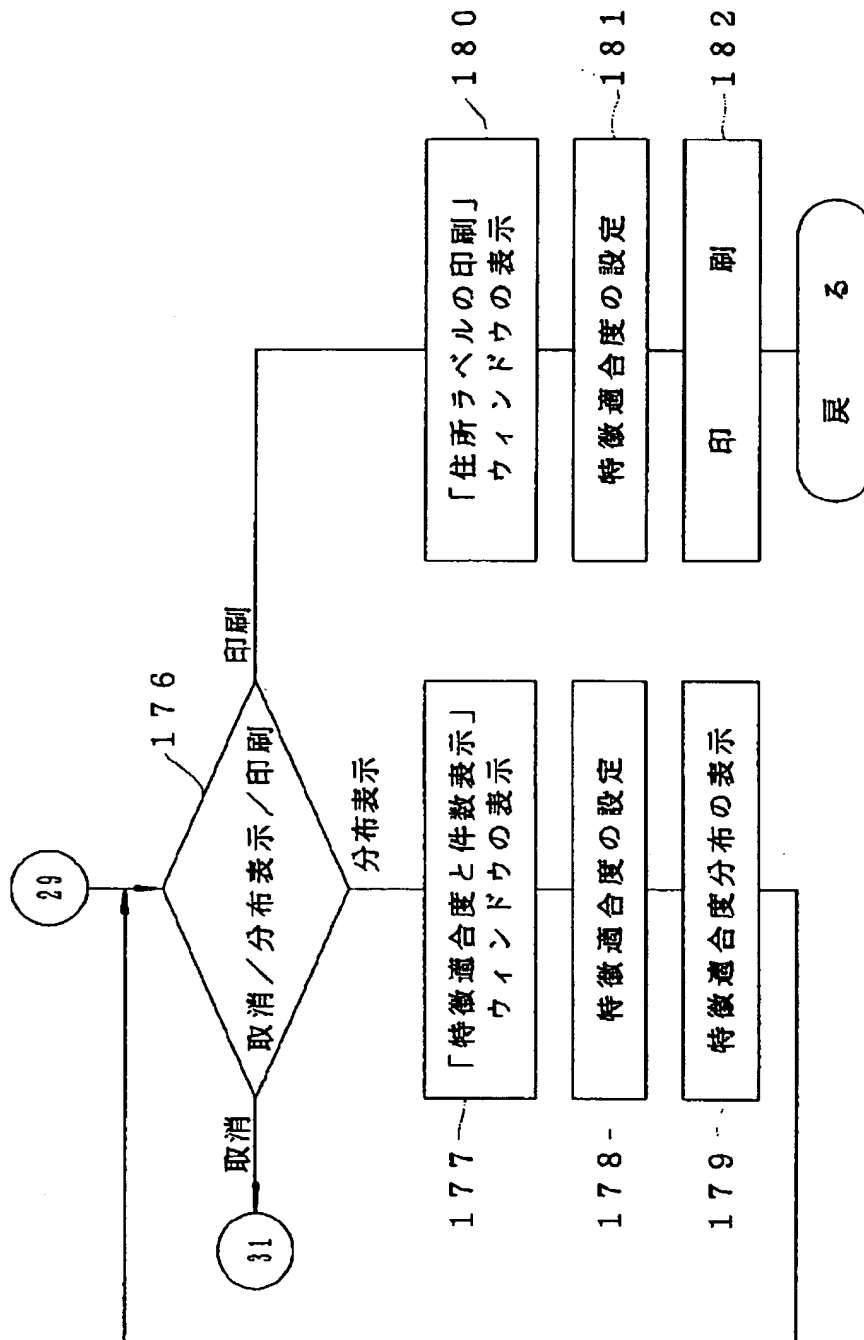 29
176
取消／分布表示／印刷
取消
31
印刷
分布表示
177
「特徴適合度と件数表示」
ウィンドウの表示
178
特徴適合度の設定
179
特徴適合度分布の表示
「住所ラベルの印刷」
ウィンドウの表示
180
特徴適合度の設定
181
印刷
182
戻る